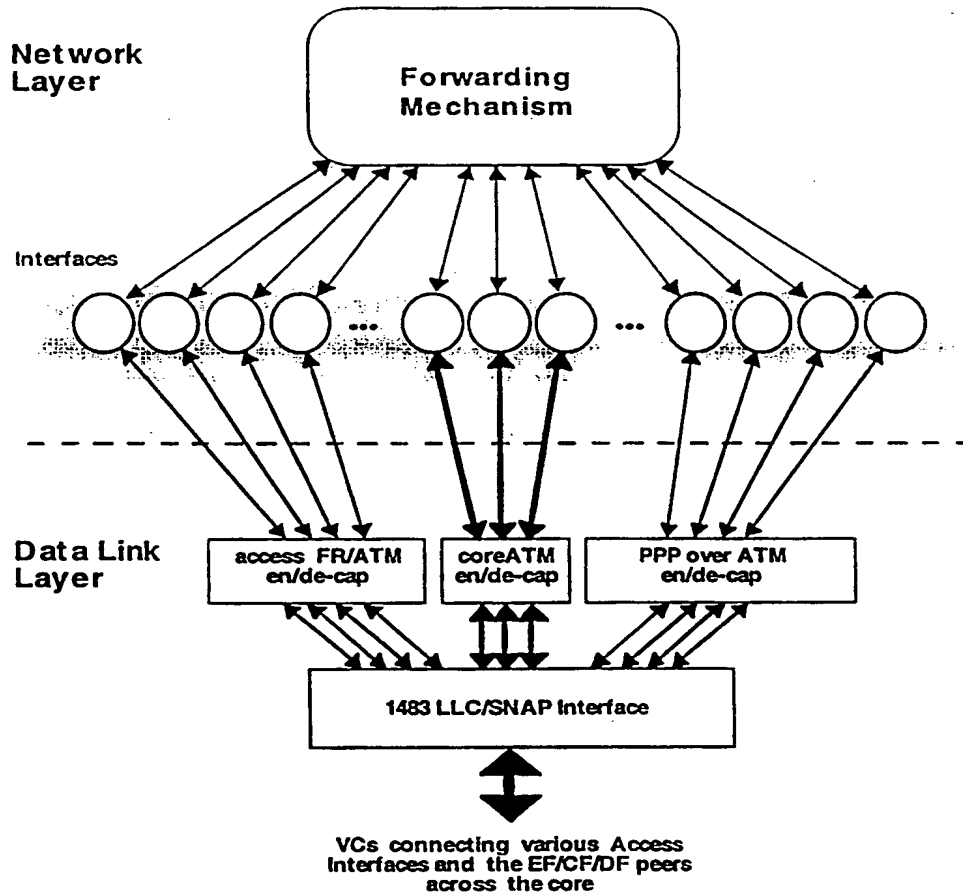 Network
Layer
Forwarding
Mechanism
Interfaces
...
...
Data Link
Layer
access FR/ATM
en/de-cap
coreATM
en/de-cap
PPP over ATM
en/de-cap
1483 LLC/SNAP Interface
VCs connecting various Access
Interfaces and the EF/CF/DF peers
across the core